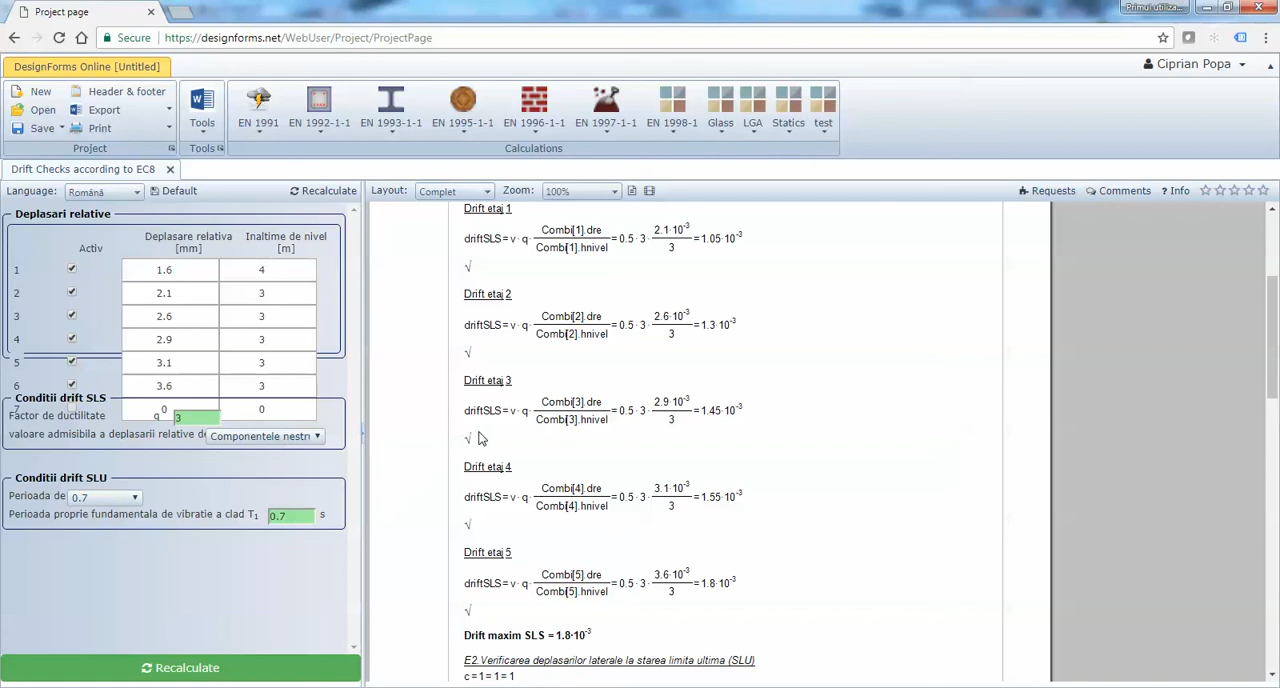 Project page
Primul utiliza...
Secure | https://designforms.net/WebUser/Project/ProjectPage
DesignForms Online [Untitled]
Ciprian Popa
New Header & footer
Open Export
Save Print
Project
Tools
Tools
EN 1991 EN 1992-1-1 EN 1993-1-1 EN 1995-1-1 EN 1996-1-1 EN 1997-1-1 EN 1998-1 Glass LGA Statics test
Calculations
Drift Checks according to EC8
Language: Română Default Recalculate
Deplasari relative
Activ Deplasare relativa [mm] Inaltime de nivel [m]
1 1.6 4
2 2.1 3
3 2.6 3
4 2.9 3
5 3.1 3
6 3.6 3
7 0 0
Conditii drift SLS
Factor de ductilitate q 3
valoare admisibila a deplasarii relative de Componentele nestru
Conditii drift SLU
Perioada de 0.7
Perioada proprie fundamentala de vibratie a clad T1 0.7 s
Recalculate
Layout: Complet Zoom: 100% Requests Comments ? Info
Drift etaj 1
driftSLS = v · q · Combi[1].dre / Combi[1].hnivel = 0.5 · 3 · 2.1·10⁻³ / 3 = 1.05·10⁻³
√
Drift etaj 2
driftSLS = v · q · Combi[2].dre / Combi[2].hnivel = 0.5 · 3 · 2.6·10⁻³ / 3 = 1.3·10⁻³
√
Drift etaj 3
driftSLS = v · q · Combi[3].dre / Combi[3].hnivel = 0.5 · 3 · 2.9·10⁻³ / 3 = 1.45·10⁻³
√
Drift etaj 4
driftSLS = v · q · Combi[4].dre / Combi[4].hnivel = 0.5 · 3 · 3.1·10⁻³ / 3 = 1.55·10⁻³
√
Drift etaj 5
driftSLS = v · q · Combi[5].dre / Combi[5].hnivel = 0.5 · 3 · 3.6·10⁻³ / 3 = 1.8·10⁻³
√
Drift maxim SLS = 1.8·10⁻³
E2.Verificarea deplasarilor laterale la starea limita ultima (SLU)
c = 1 = 1 = 1